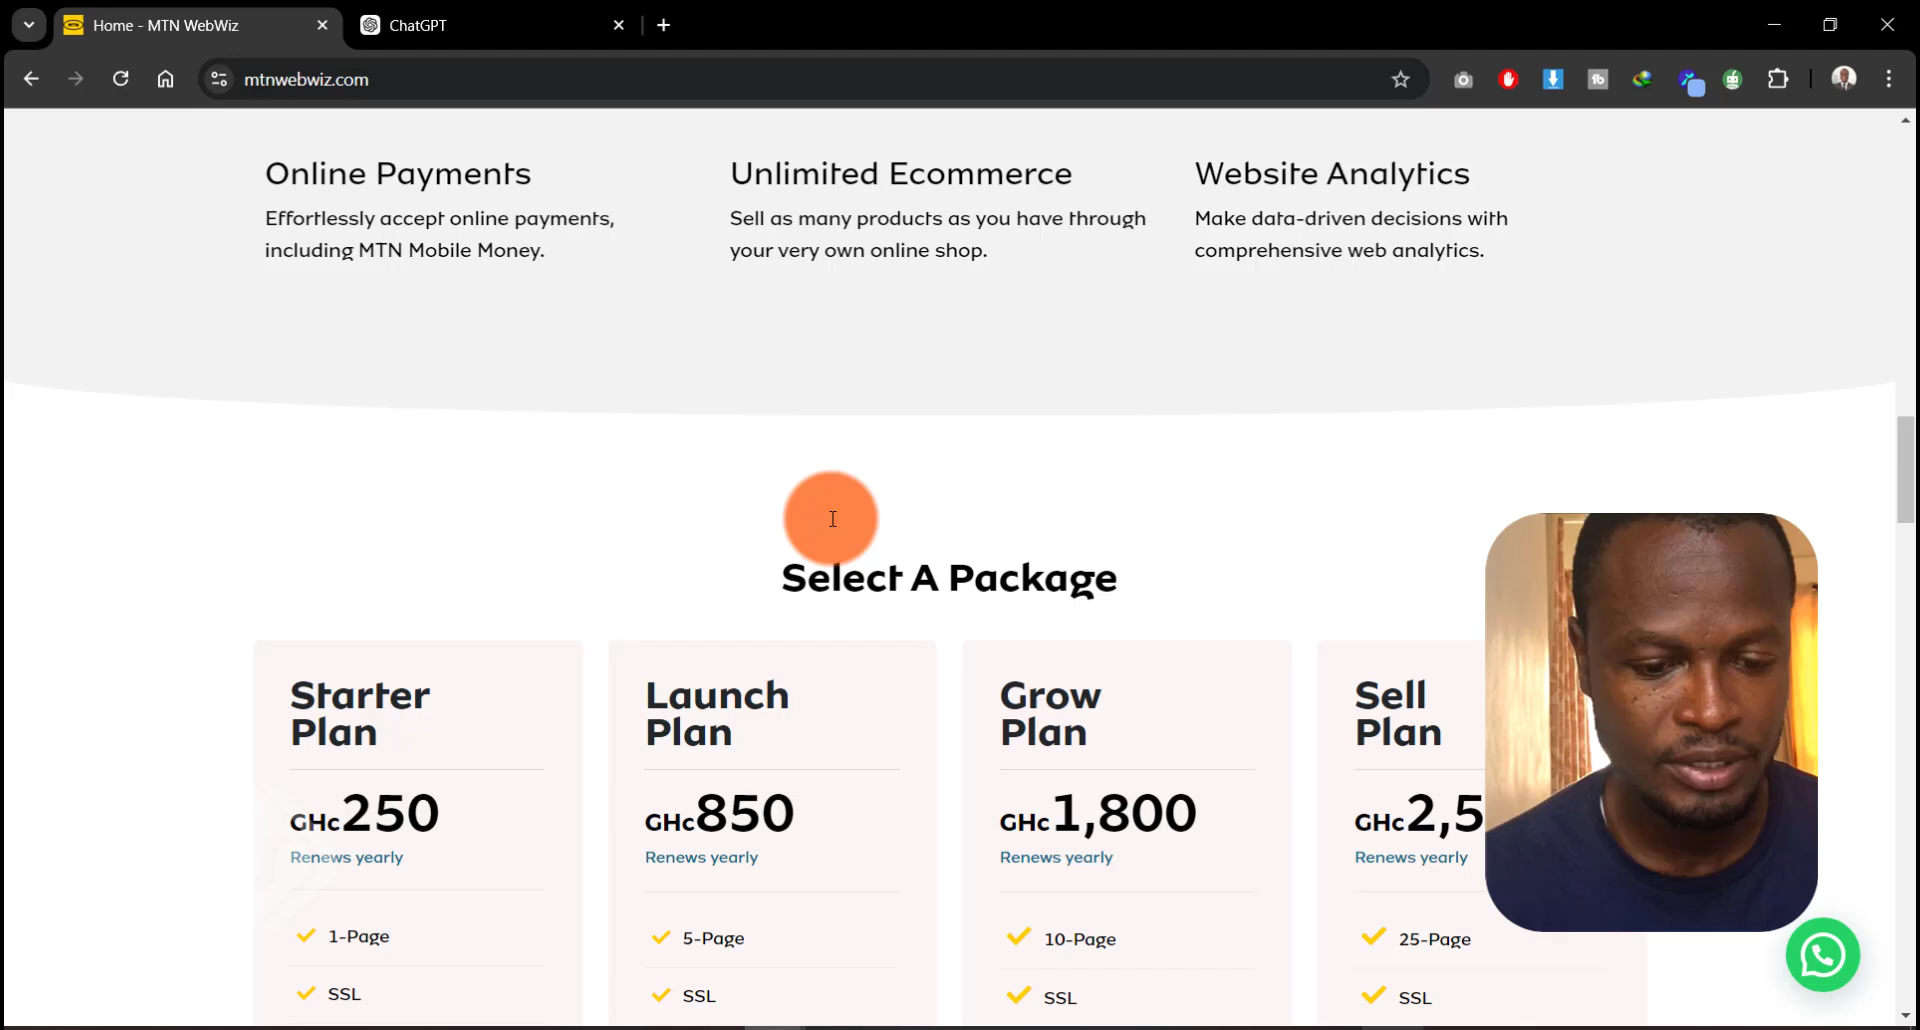 Home - MTN WebWiz
ChatGPT
mtnwebwiz.com
Online Payments
Effortlessly accept online payments,
including MTN Mobile Money.
Unlimited Ecommerce
Sell as many products as you have through
your very own online shop.
Website Analytics
Make data-driven decisions with
comprehensive web analytics.
Select A Package
Starter
Plan
GHc250
Renews yearly
1-Page
SSL
Launch
Plan
GHc850
Renews yearly
5-Page
SSL
Grow
Plan
GHc1,800
Renews yearly
10-Page
SSL
Sell
Plan
GHc2,5
Renews yearly
25-Page
SSL